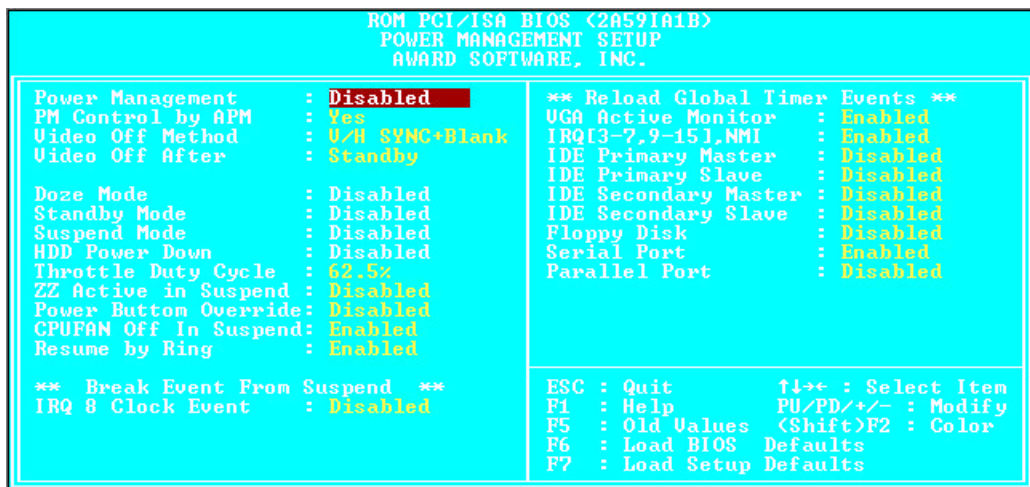 ROM PCI/ISA BIOS (2A59IA1B)
POWER MANAGEMENT SETUP
AWARD SOFTWARE, INC.
Power Management : Disabled
PM Control by APM : Yes
Video Off Method : V/H SYNC+Blank
Video Off After : Standby
Doze Mode : Disabled
Standby Mode : Disabled
Suspend Mode : Disabled
HDD Power Down : Disabled
Throttle Duty Cycle : 62.5%
ZZ Active in Suspend : Disabled
Power Buttom Override: Disabled
CPUFAN Off In Suspend: Enabled
Resume by Ring : Enabled
** Break Event From Suspend **
IRQ 8 Clock Event : Disabled
** Reload Global Timer Events **
VGA Active Monitor : Enabled
IRQ[3-7,9-15],NMI : Enabled
IDE Primary Master : Disabled
IDE Primary Slave : Disabled
IDE Secondary Master : Disabled
IDE Secondary Slave : Disabled
Floppy Disk : Disabled
Serial Port : Enabled
Parallel Port : Disabled
ESC : Quit ↑↓→← : Select Item
F1 : Help PU/PD/+/- : Modify
F5 : Old Values (Shift)F2 : Color
F6 : Load BIOS Defaults
F7 : Load Setup Defaults